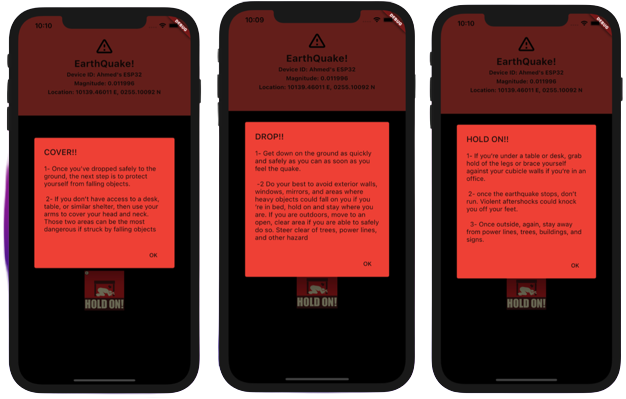 10:10
DEBUG
EarthQuake!
Device ID: Ahmed's ESP32
Magnitude: 0.011996
Location: 10139.46011 E, 0255.10092 N
COVER!!
1- Once you've dropped safely to the
ground, the next step is to protect
yourself from falling objects.
2- If you don't have access to a desk,
table, or similar shelter, then use your
arms to cover your head and neck.
Those two areas can be the most
dangerous if struck by falling objects
OK
HOLD ON!
10:09
DEBUG
EarthQuake!
Device ID: Ahmed's ESP32
Magnitude: 0.011996
Location: 10139.46011 E, 0255.10092 N
DROP!!
1- Get down on the ground as quickly
and safely as you can as soon as you
feel the quake.
-2 Do your best to avoid exterior walls,
windows, mirrors, and areas where
heavy objects could fall on you if you
're in bed, hold on and stay where you
are. If you are outdoors, move to an
open, clear area if you are able to safely
do so. Steer clear of trees, power lines,
and other hazard
OK
HOLD ON!
10:10
DEBUG
EarthQuake!
Device ID: Ahmed's ESP32
Magnitude: 0.011996
Location: 10139.46011 E, 0255.10092 N
HOLD ON!!
1- If you're under a table or desk, grab
hold of the legs or brace yourself
against your cubicle walls if you're in an
office.
2- once the earthquake stops, don't
run. Violent aftershocks could knock
you off your feet.
3- Once outside, again, stay away
from power lines, trees, buildings, and
signs.
OK
HOLD ON!